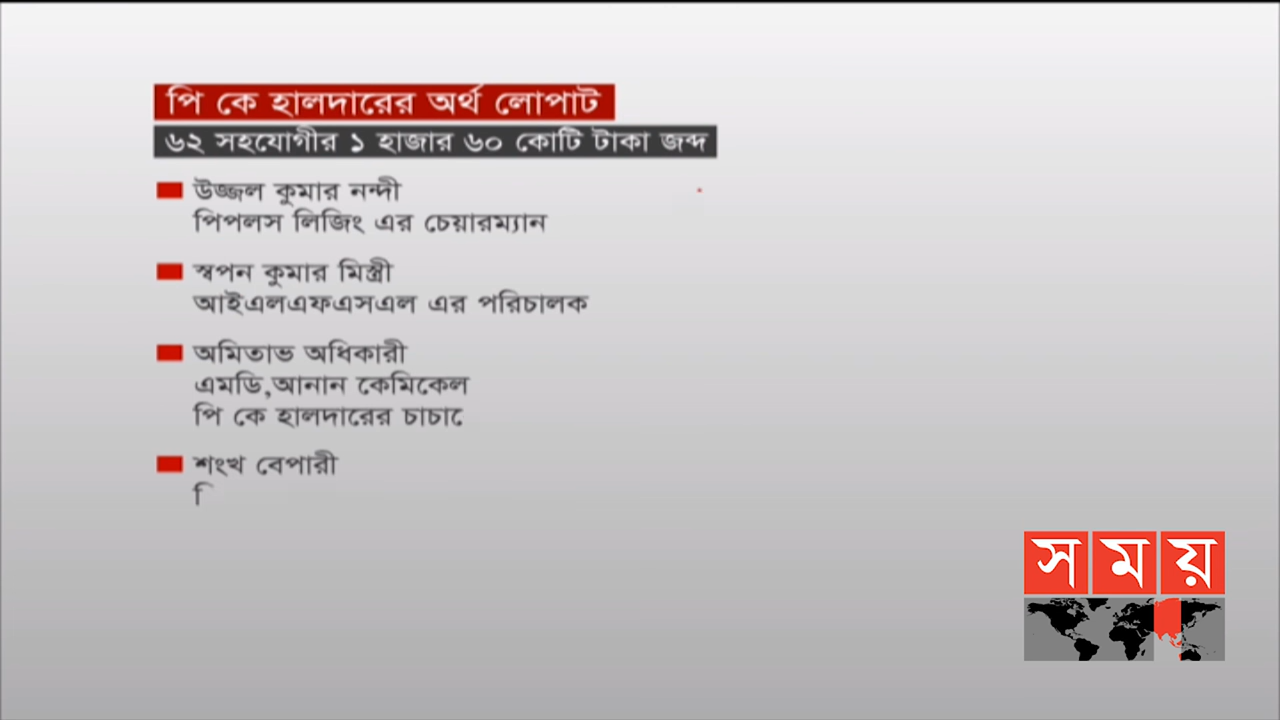 পি কে হালদারের অর্থ লোপাট
৬২ সহযোগীর ১ হাজার ৬০ কোটি টাকা জব্দ
উজ্জল কুমার নন্দী
পিপলস লিজিং এর চেয়ারম্যান
স্বপন কুমার মিস্ত্রী
আইএলএফএসএল এর পরিচালক
অমিতাভ অধিকারী
এমডি,আনান কেমিকেল
পি কে হালদারের চাচাে
শংখ বেপারী
ি
সময়